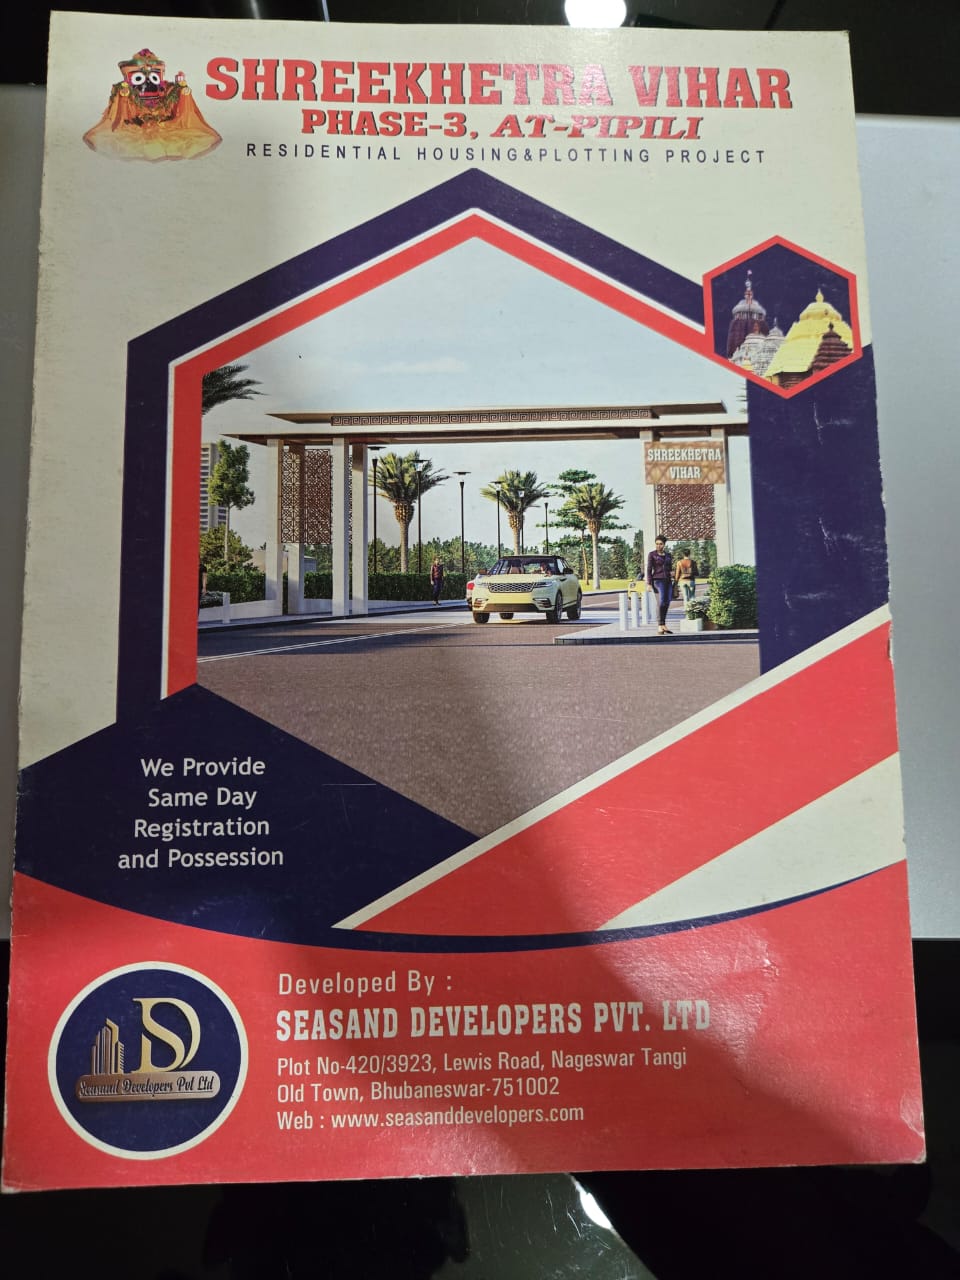 SHREEKHETRA VIHAR
PHASE-3, AT-PIPILI
RESIDENTIAL HOUSING&PLOTTING PROJECT
SHREEKHETRA
VIHAR
We Provide
Same Day
Registration
and Possession
Developed By :
SEASAND DEVELOPERS PVT. LTD
Plot No-420/3923, Lewis Road, Nageswar Tangi
Old Town, Bhubaneswar-751002
Web : www.seasanddevelopers.com
SD
Seasand Developers Pvt Ltd